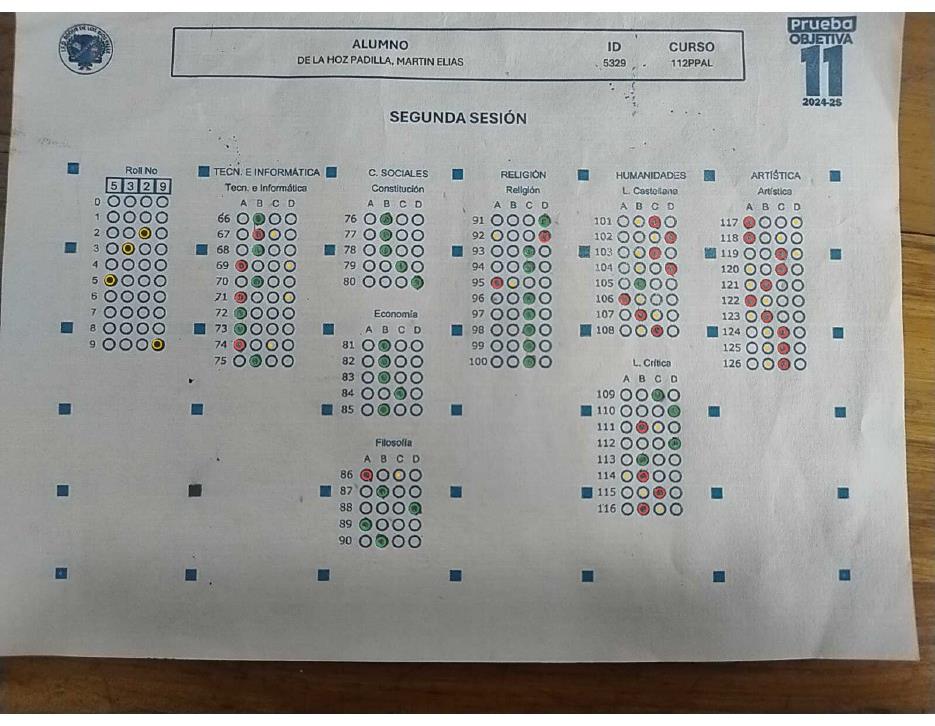 Prueba
OBJETIVA
11
2024-25
ALUMNO ID CURSO
DE LA HOZ PADILLA, MARTIN ELIAS 5329 112PPAL
SEGUNDA SESIÓN
Roll No
5 3 2 9
0
1
2
3
4
5
6
7
8
9
TECN. E INFORMÁTICA
Tecn. e Informática
A B C D
66
67
68
69
70
71
72
73
74
75
C. SOCIALES
Constitución
A B C D
76
77
78
79
80
Economía
A B C D
81
82
83
84
85
Filosofía
A B C D
86
87
88
89
90
RELIGIÓN
Religión
A B C D
91
92
93
94
95
96
97
98
99
100
HUMANIDADES
L. Castellana
A B C D
101
102
103
104
105
106
107
108
L. Crítica
A B C D
109
110
111
112
113
114
115
116
ARTÍSTICA
Artística
A B C D
117
118
119
120
121
122
123
124
125
126